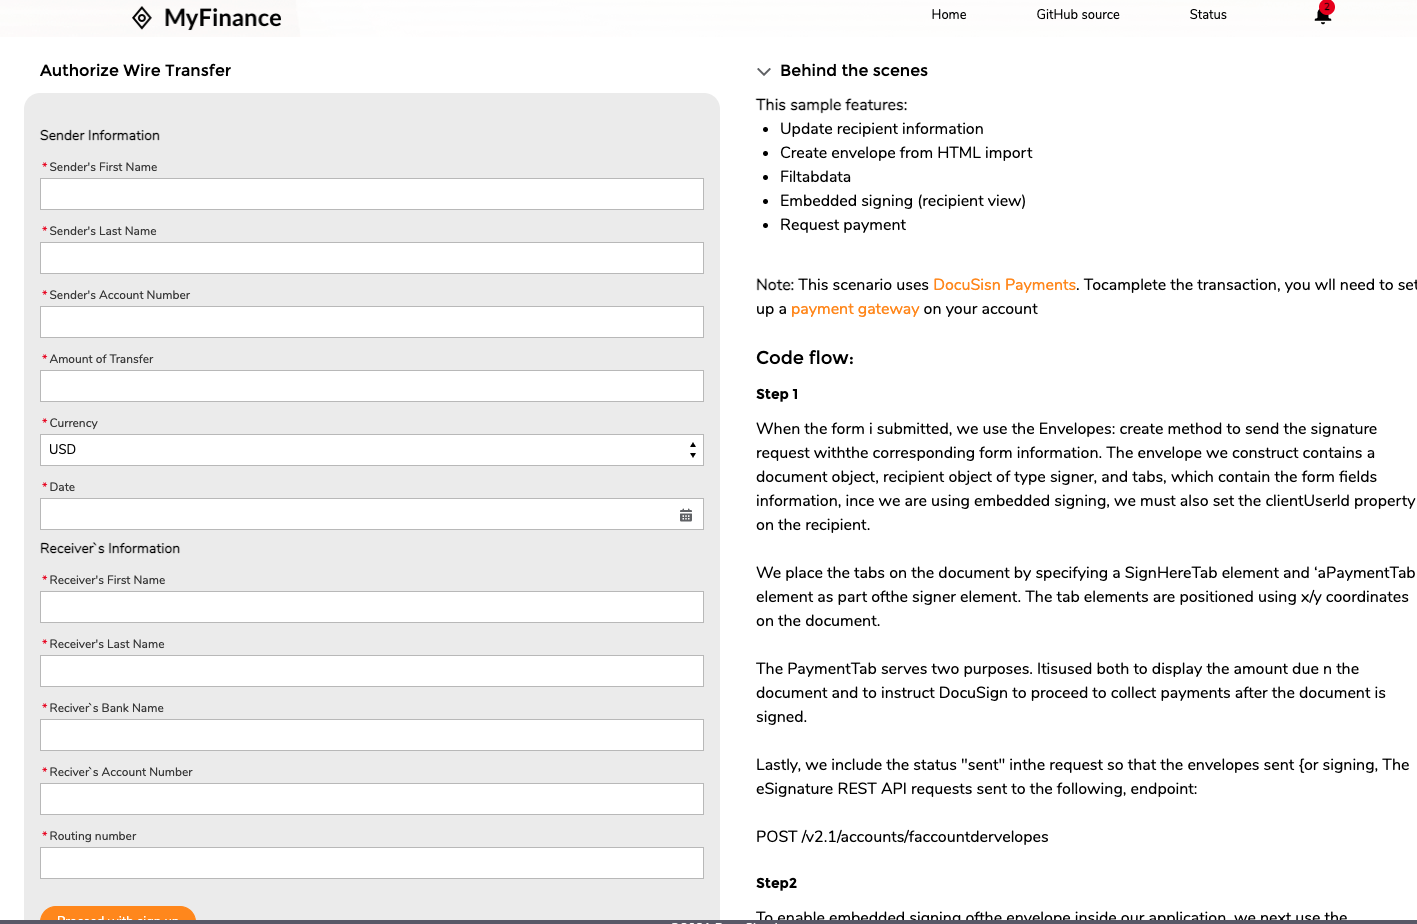 MyFinance
Home
GitHub source
Status
2
Authorize Wire Transfer
Sender Information
*Sender's First Name
*Sender's Last Name
*Sender's Account Number
*Amount of Transfer
*Currency
USD
*Date
Receiver`s Information
*Receiver's First Name
*Receiver's Last Name
*Reciver`s Bank Name
*Reciver`s Account Number
*Routing number
Proceed with sign up
Behind the scenes
This sample features:
• Update recipient information
• Create envelope from HTML import
• Filtabdata
• Embedded signing (recipient view)
• Request payment
Note: This scenario uses DocuSisn Payments. Tocamplete the transaction, you wll need to set
up a payment gateway on your account
Code flow:
Step 1
When the form i submitted, we use the Envelopes: create method to send the signature
request withthe corresponding form information. The envelope we construct contains a
document object, recipient object of type signer, and tabs, which contain the form fields
information, ince we are using embedded signing, we must also set the clientUserld property
on the recipient.
We place the tabs on the document by specifying a SignHereTab element and ‘aPaymentTab
element as part ofthe signer element. The tab elements are positioned using x/y coordinates
on the document.
The PaymentTab serves two purposes. Itisused both to display the amount due n the
document and to instruct DocuSign to proceed to collect payments after the document is
signed.
Lastly, we include the status "sent" inthe request so that the envelopes sent {or signing, The
eSignature REST API requests sent to the following, endpoint:
POST /v2.1/accounts/faccountdervelopes
Step2
To enable embedded signing ofthe envelope inside our application, we next use the